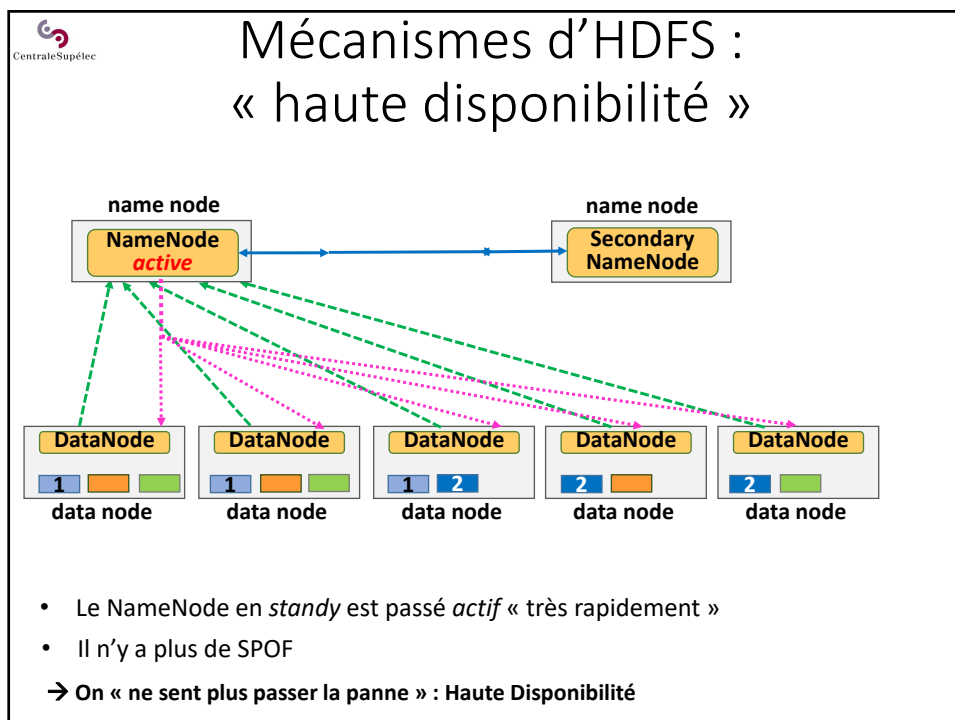 CentraleSupélec
Mécanismes d’HDFS :
« haute disponibilité »
name node
name node
NameNode
active
Secondary
NameNode
DataNode
DataNode
DataNode
DataNode
DataNode
1
1
1 2
2
2
data node
data node
data node
data node
data node
• Le NameNode en standy est passé actif « très rapidement »
• Il n’y a plus de SPOF
→ On « ne sent plus passer la panne » : Haute Disponibilité